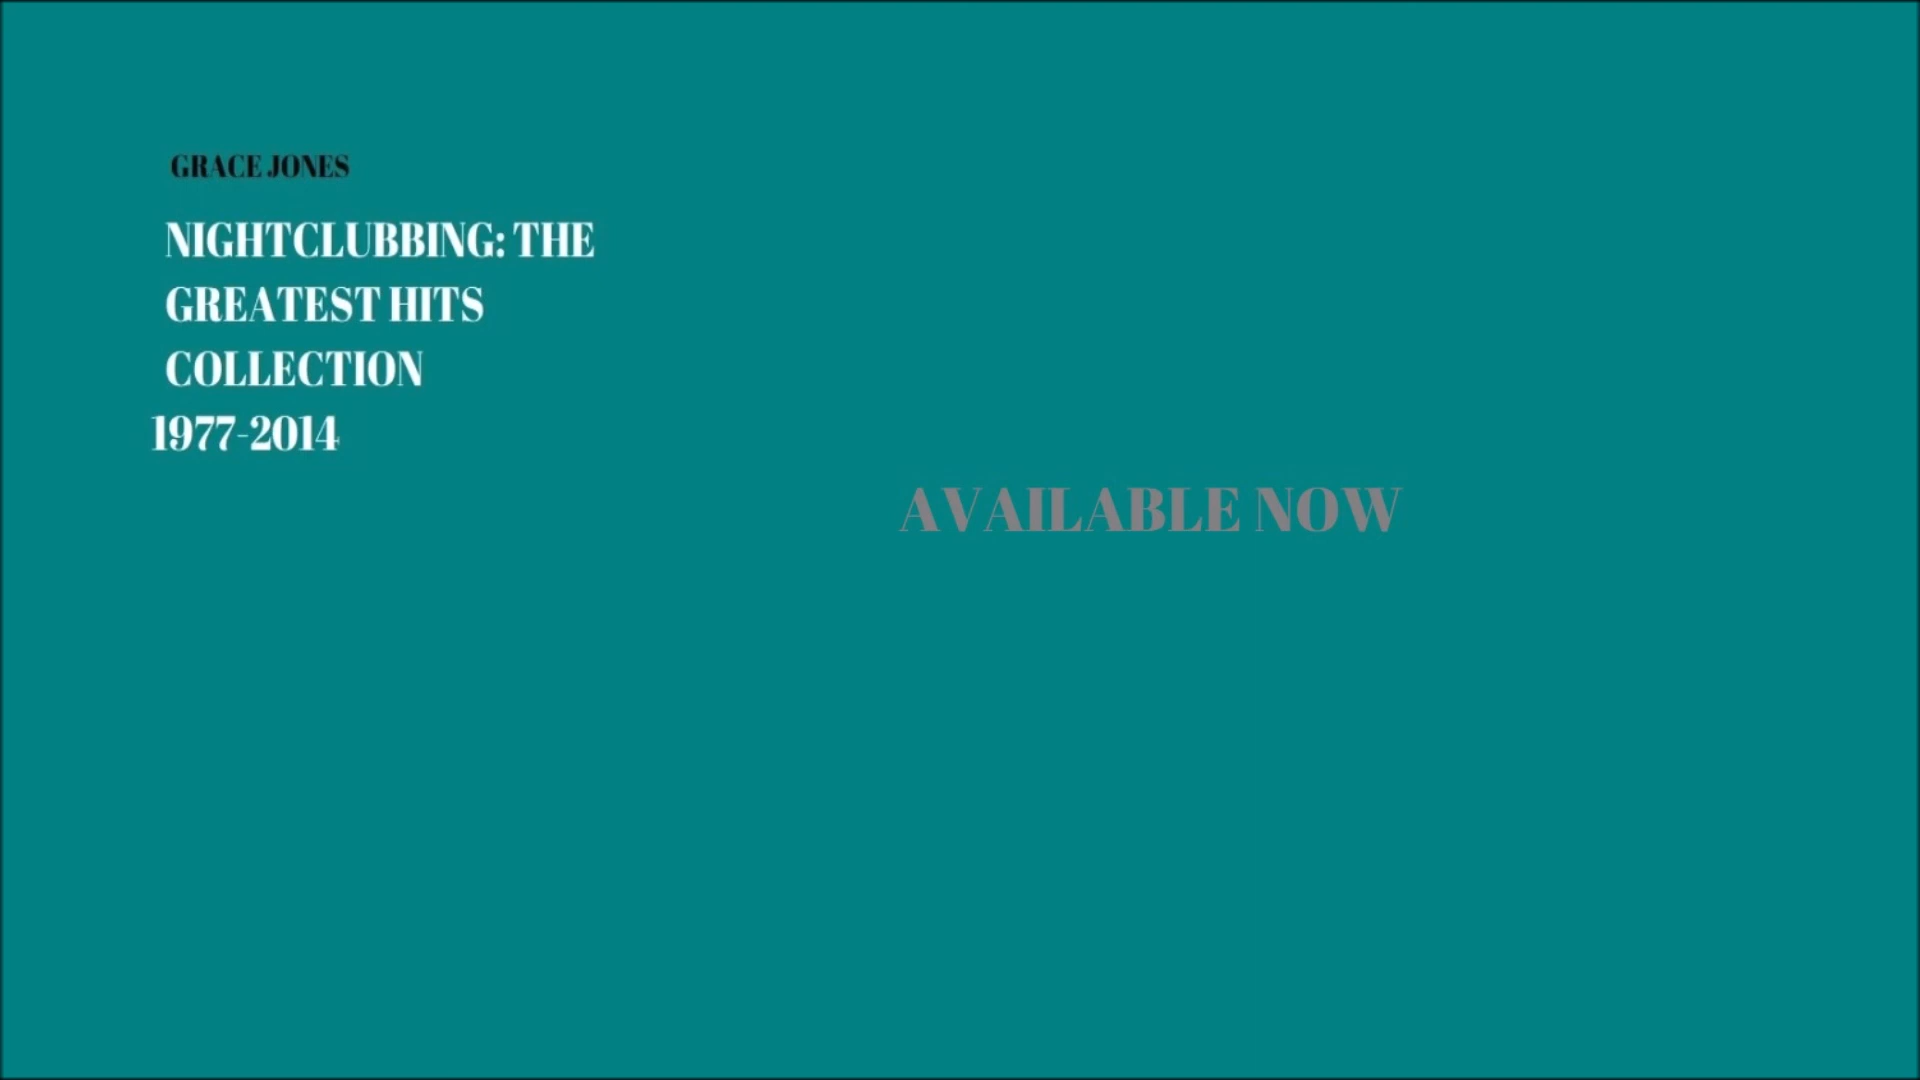 GRACE JONES
NIGHTCLUBBING: THE
GREATEST HITS
COLLECTION
1977-2014
AVAILABLE NOW